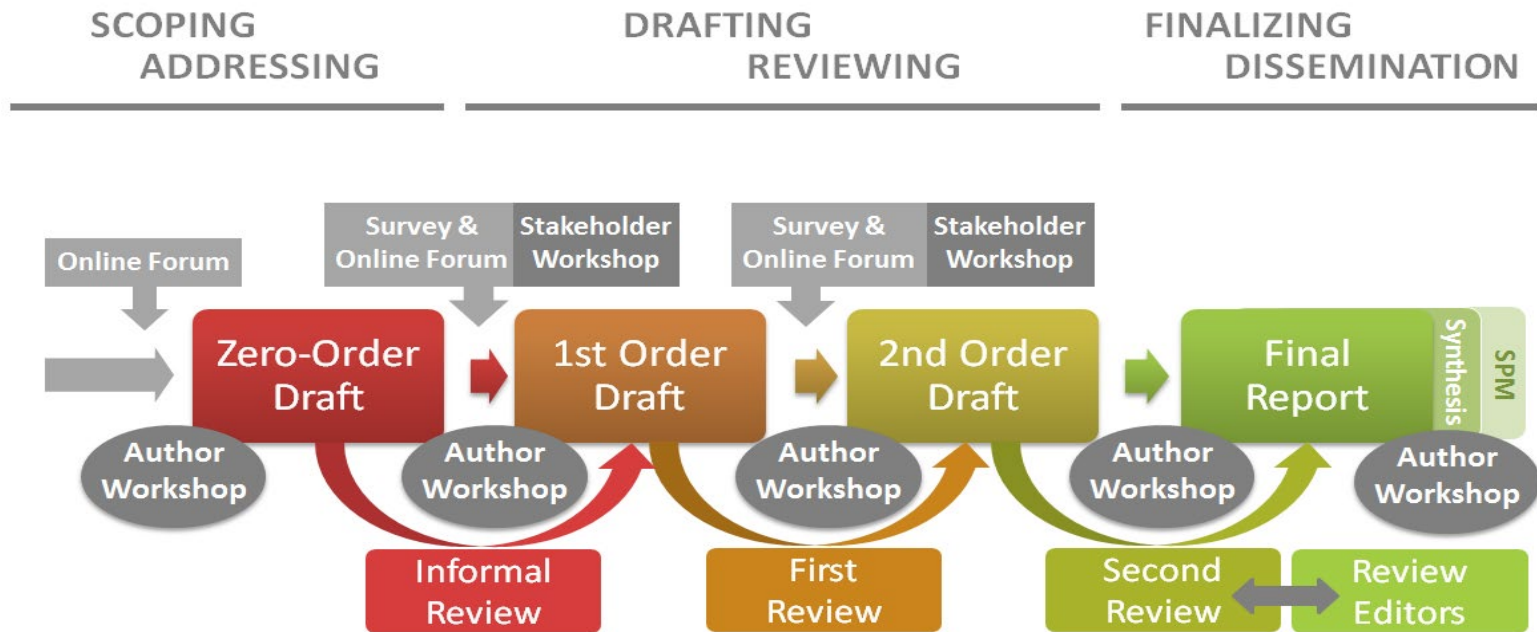 SCOPING
ADDRESSING
DRAFTING
REVIEWING
FINALIZING
DISSEMINATION
Online Forum
Survey &
Online Forum
Stakeholder
Workshop
Survey &
Online Forum
Stakeholder
Workshop
Zero-Order
Draft
1st Order
Draft
2nd Order
Draft
Final
Report
Synthesis
SPM
Author
Workshop
Author
Workshop
Author
Workshop
Author
Workshop
Author
Workshop
Informal
Review
First
Review
Second
Review
Review
Editors